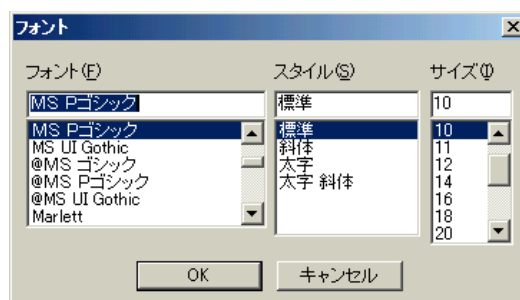 フォント
フォント(F)
スタイル(S)
サイズ(I)
MS Pゴシック
標準
10
MS Pゴシック
MS UI Gothic
@MS ゴシック
@MS Pゴシック
@MS UI Gothic
Marlett
標準
斜体
太字
太字 斜体
10
11
12
14
16
18
20
OK
キャンセル